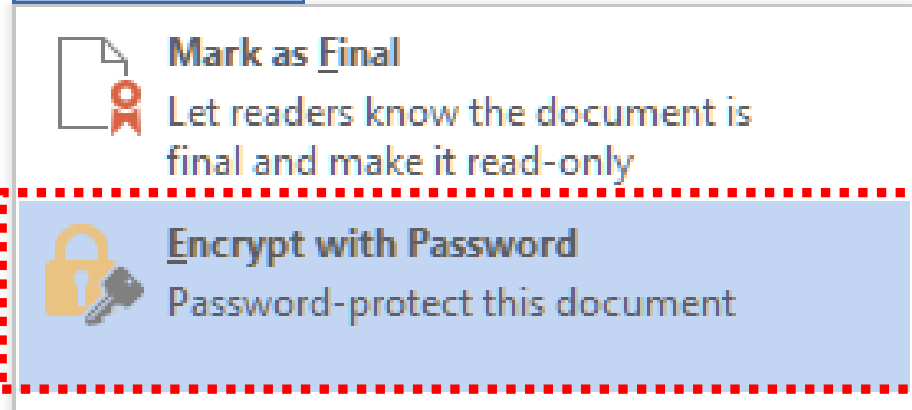 Mark as Final
Let readers know the document is
final and make it read-only
Encrypt with Password
Password-protect this document